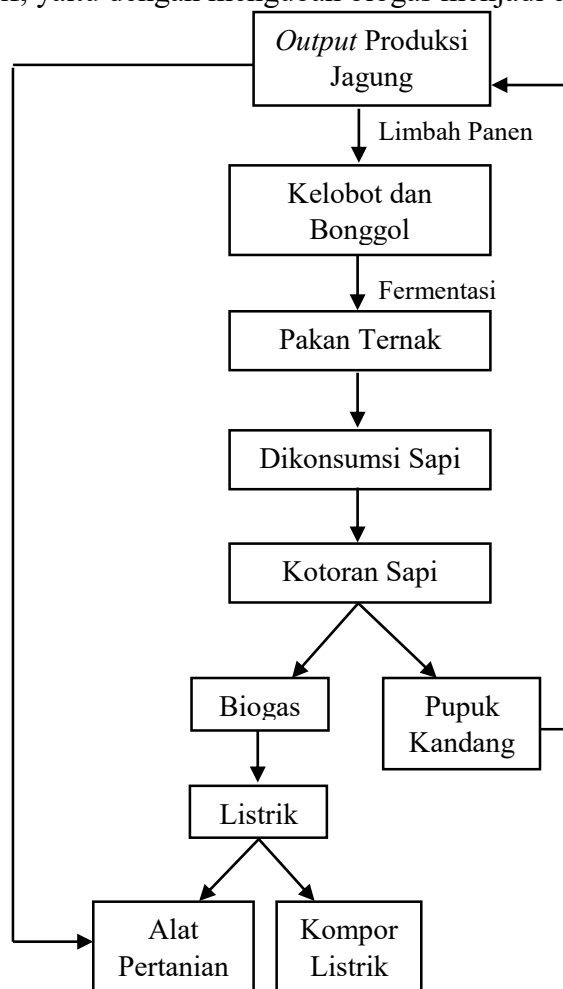 yaitu dengan mengubah biogas menjadi
Output Produksi
Jagung
Limbah Panen
Kelobot dan
Bonggol
Fermentasi
Pakan Ternak
Dikonsumsi Sapi
Kotoran Sapi
Biogas
Pupuk
Kandang
Listrik
Alat
Pertanian
Kompor
Listrik